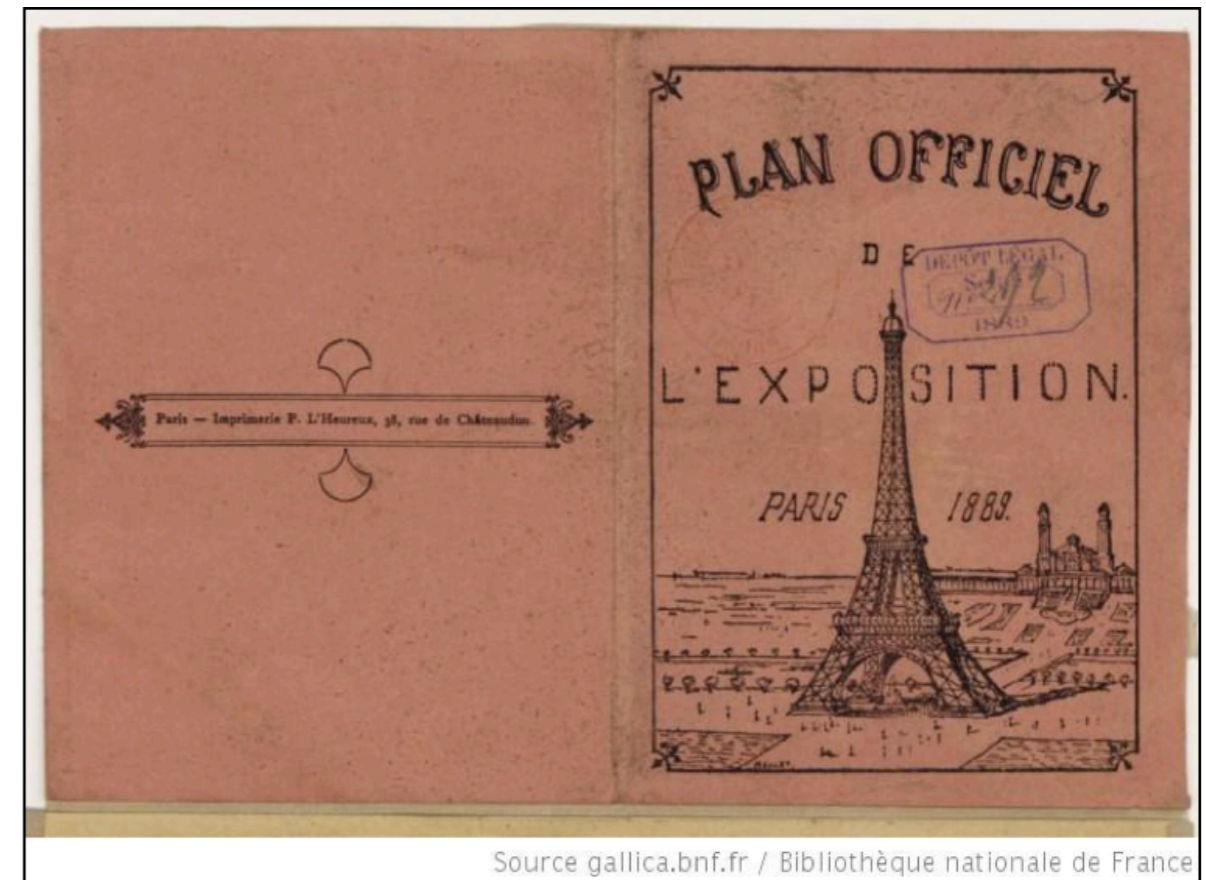 Paris — Imprimerie P. L'Heureux, 38, rue de Châteaudun.
PLAN OFFICIEL
DE
DÉPÔT LÉGAL
1889
L'EXPOSITION.
PARIS 1889.
Source gallica.bnf.fr / Bibliothèque nationale de France